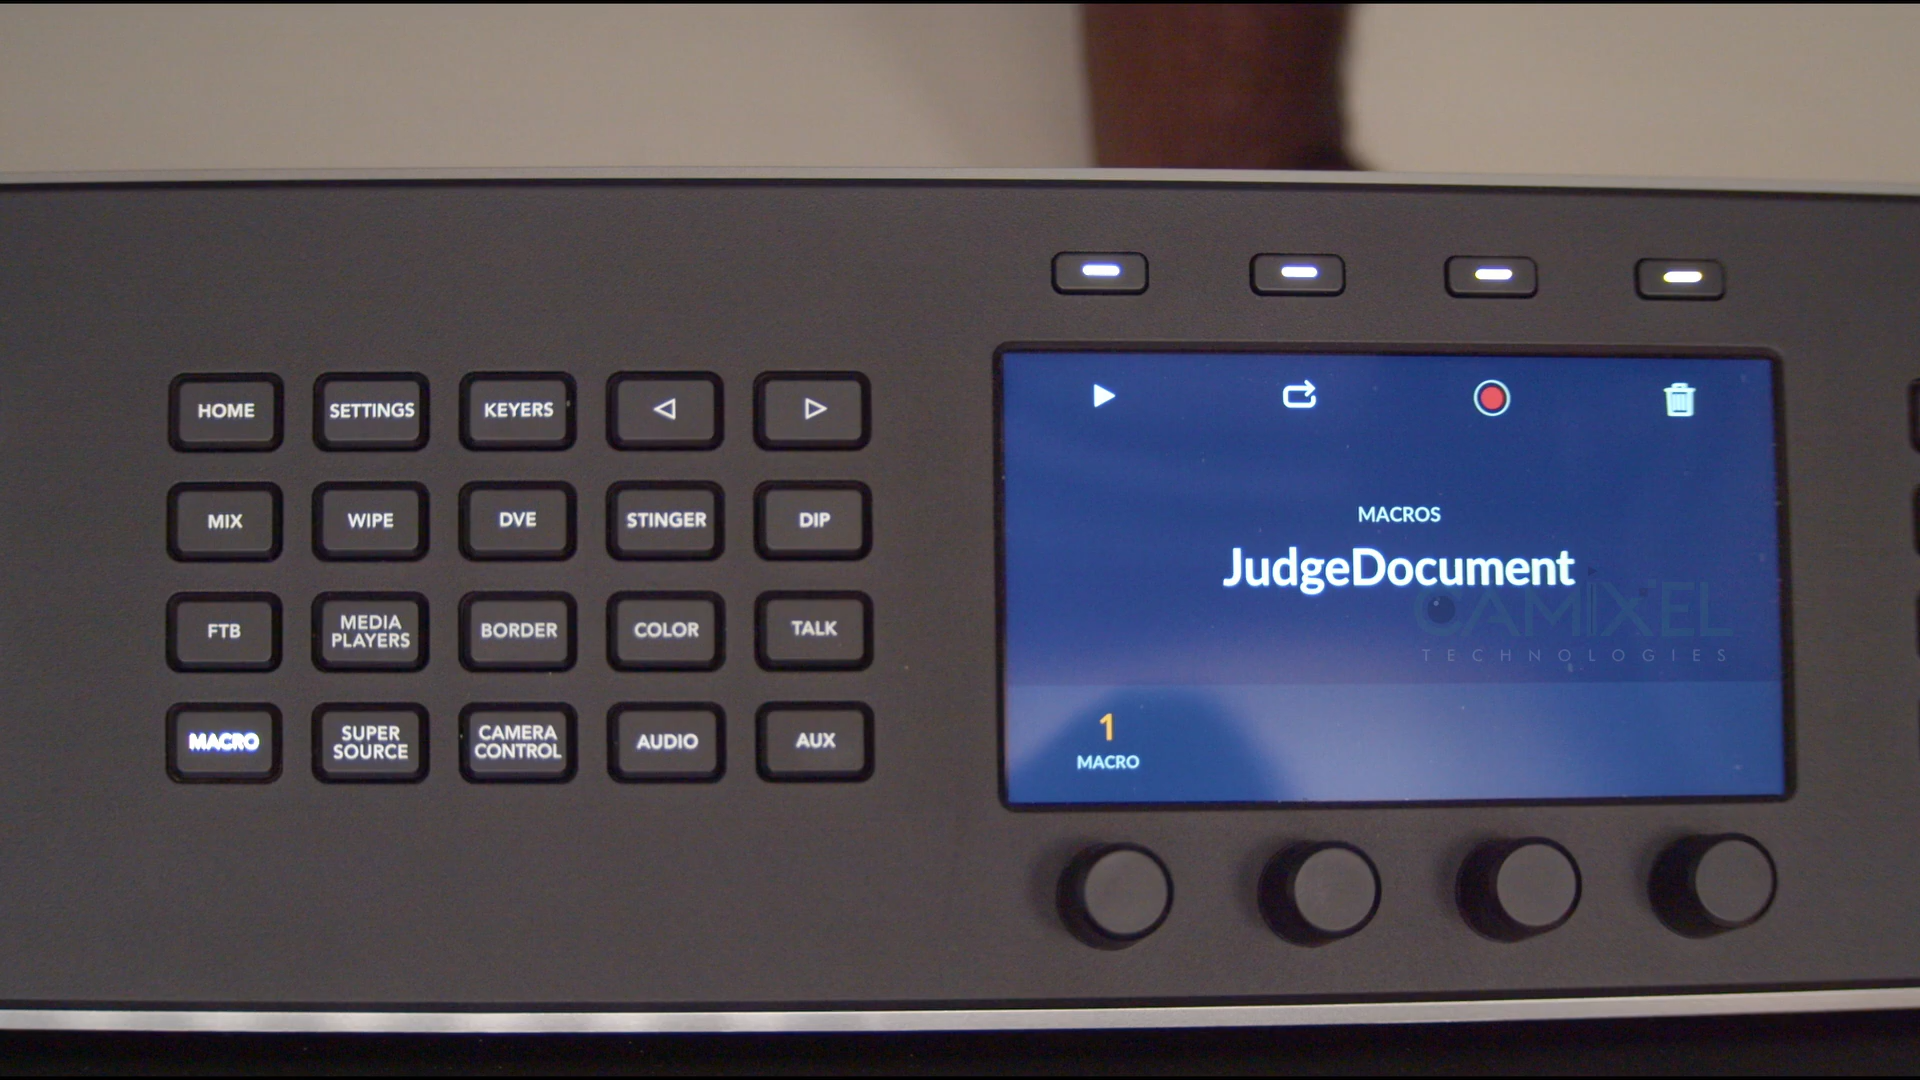 HOME
SETTINGS
KEYERS
MIX
WIPE
DVE
STINGER
DIP
FTB
MEDIA
PLAYERS
BORDER
COLOR
TALK
MACRO
SUPER
SOURCE
CAMERA
CONTROL
AUDIO
AUX
MACROS
JudgeDocument
CAMIXEL
TECHNOLOGIES
1
MACRO